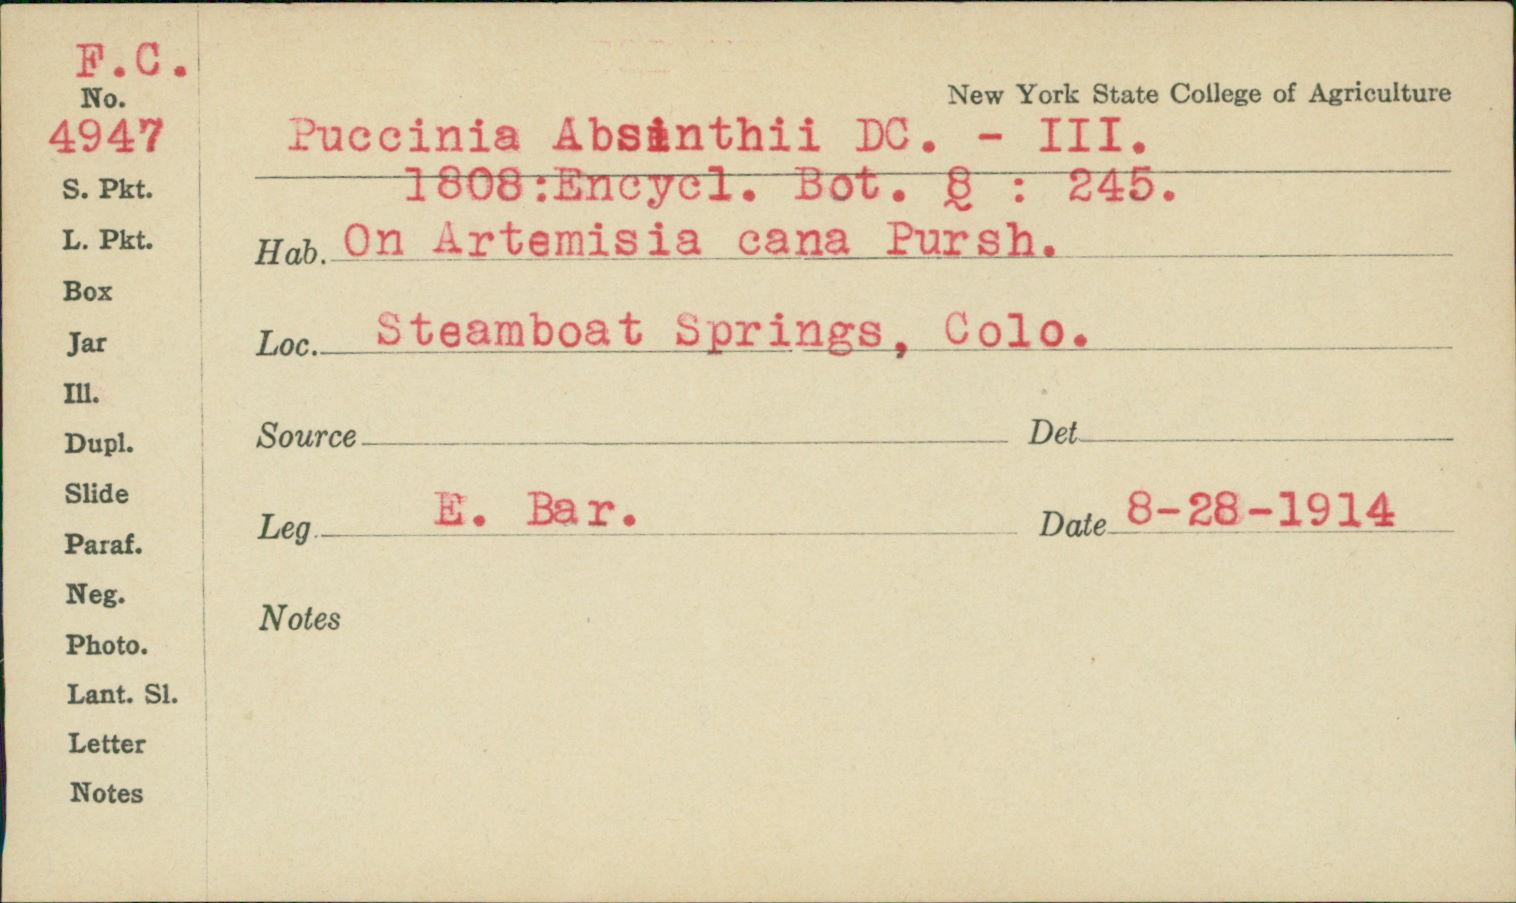 F.C.
No.
4947
S. Pkt.
L. Pkt.
Box
Jar
Ill.
Dupl.
Slide
Paraf.
Neg.
Photo.
Lant. Sl.
Letter
Notes
New York State College of Agriculture
Puccinia Absinthii DC. - III.
1808:Encycl. Bot. 8 : 245.
Hab. On Artemisia cana Pursh.
Loc. Steamboat Springs, Colo.
Source Det
Leg E. Bar. Date 8-28-1914
Notes